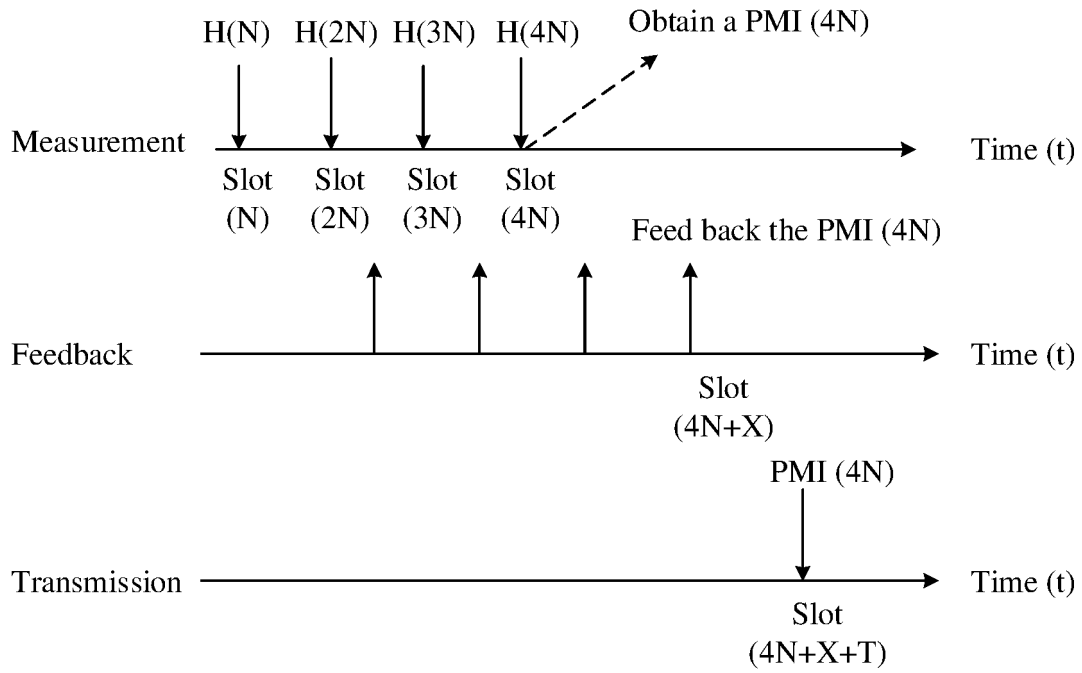 H(N) H(2N) H(3N) H(4N) Obtain a PMI (4N)
Measurement Time (t)
Slot Slot Slot Slot
(N) (2N) (3N) (4N)
Feed back the PMI (4N)
Feedback Time (t)
Slot
(4N+X)
PMI (4N)
Transmission Time (t)
Slot
(4N+X+T)